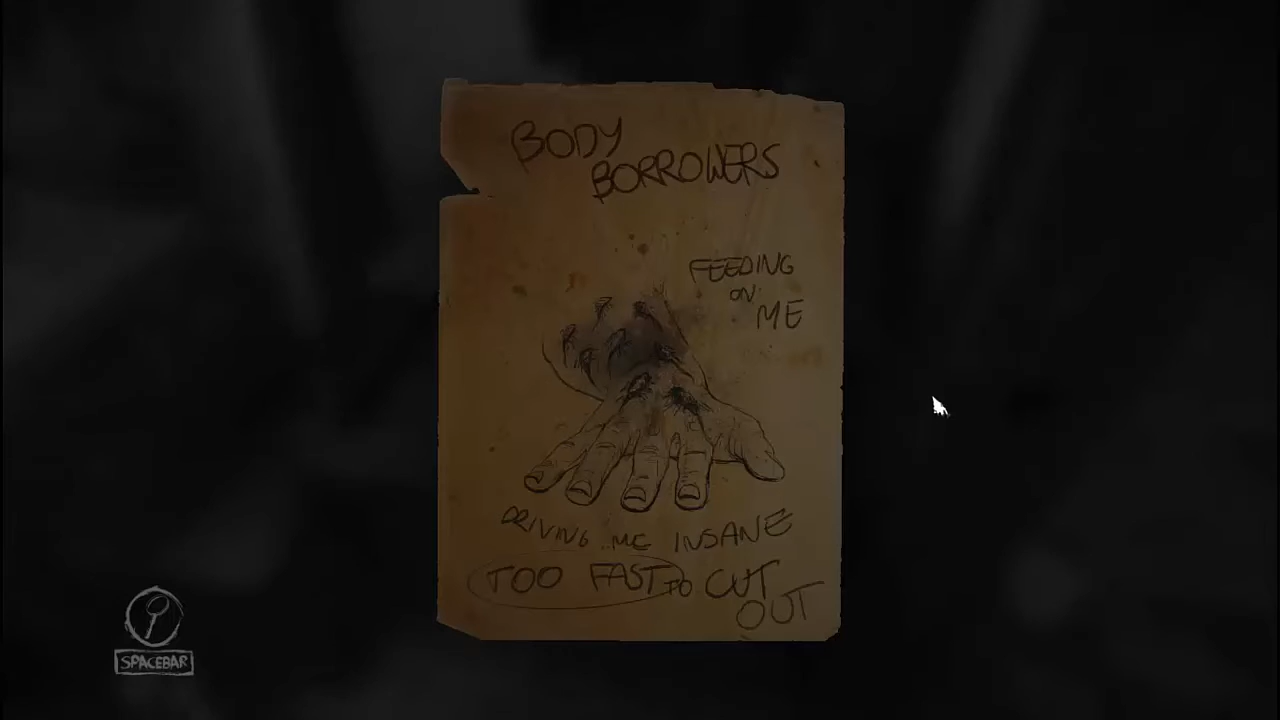 BODY
BORROWERS
FEEDING
ON
ME
DRIVING ME INSANE
TOO FAST TO CUT
OUT
SPACEBAR